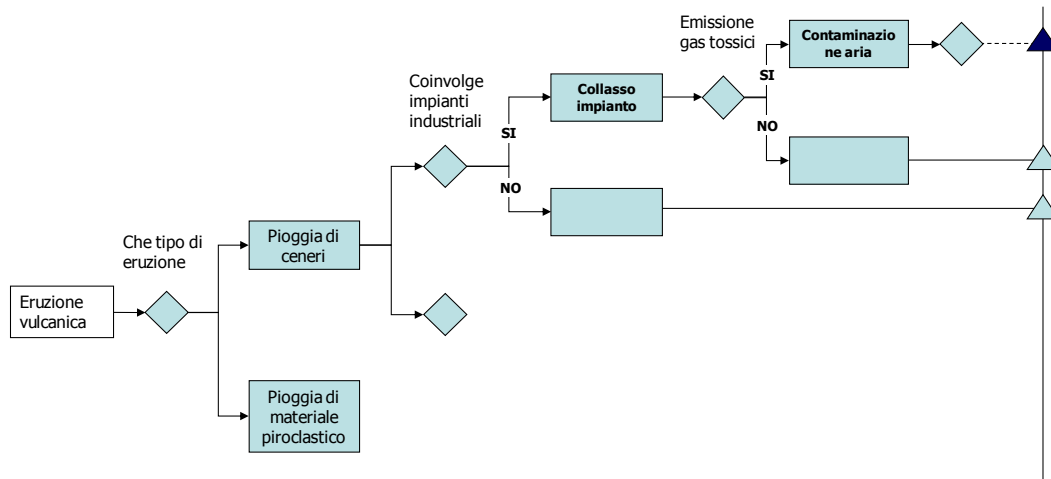 Emissione
gas tossici
Contaminazio
ne aria
SI
NO
Coinvolge
impianti
industriali
Collasso
impianto
SI
NO
Che tipo di
eruzione
Pioggia di
ceneri
Eruzione
vulcanica
Pioggia di
materiale
piroclastico